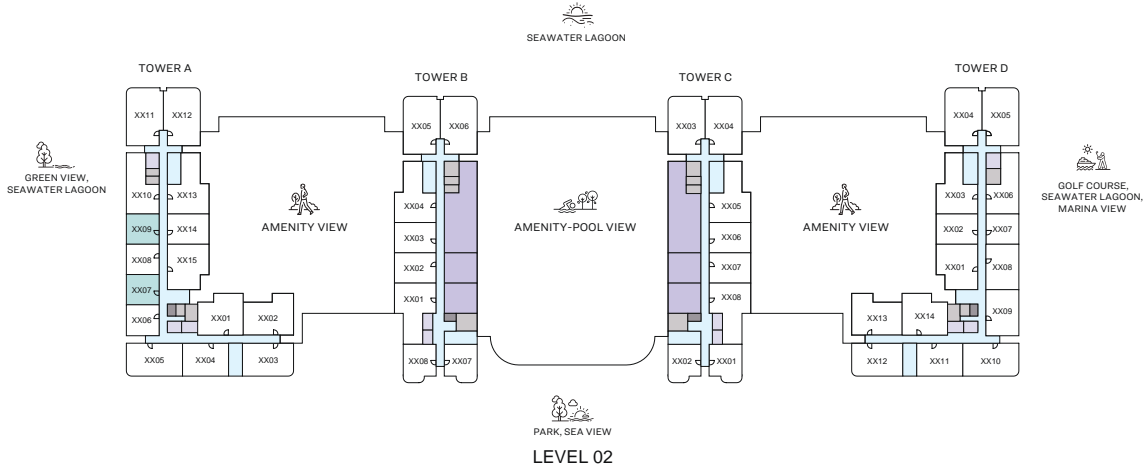 SEAWATER LAGOON
TOWER A
TOWER B
TOWER C
TOWER D
XX11
XX12
XX05
XX06
XX03
XX04
XX04
XX05
GREEN VIEW,
SEAWATER LAGOON
XX10
XX13
XX09
XX14
XX08
XX15
XX07
XX06
XX01
XX02
XX05
XX04
XX03
AMENITY VIEW
XX04
XX03
XX02
XX01
XX08
XX07
AMENITY-POOL VIEW
XX05
XX06
XX07
XX08
XX02
XX01
AMENITY VIEW
XX03
XX06
XX02
XX07
XX01
XX08
XX09
XX13
XX14
XX12
XX11
XX10
GOLF COURSE,
SEAWATER LAGOON,
MARINA VIEW
PARK, SEA VIEW
LEVEL 02